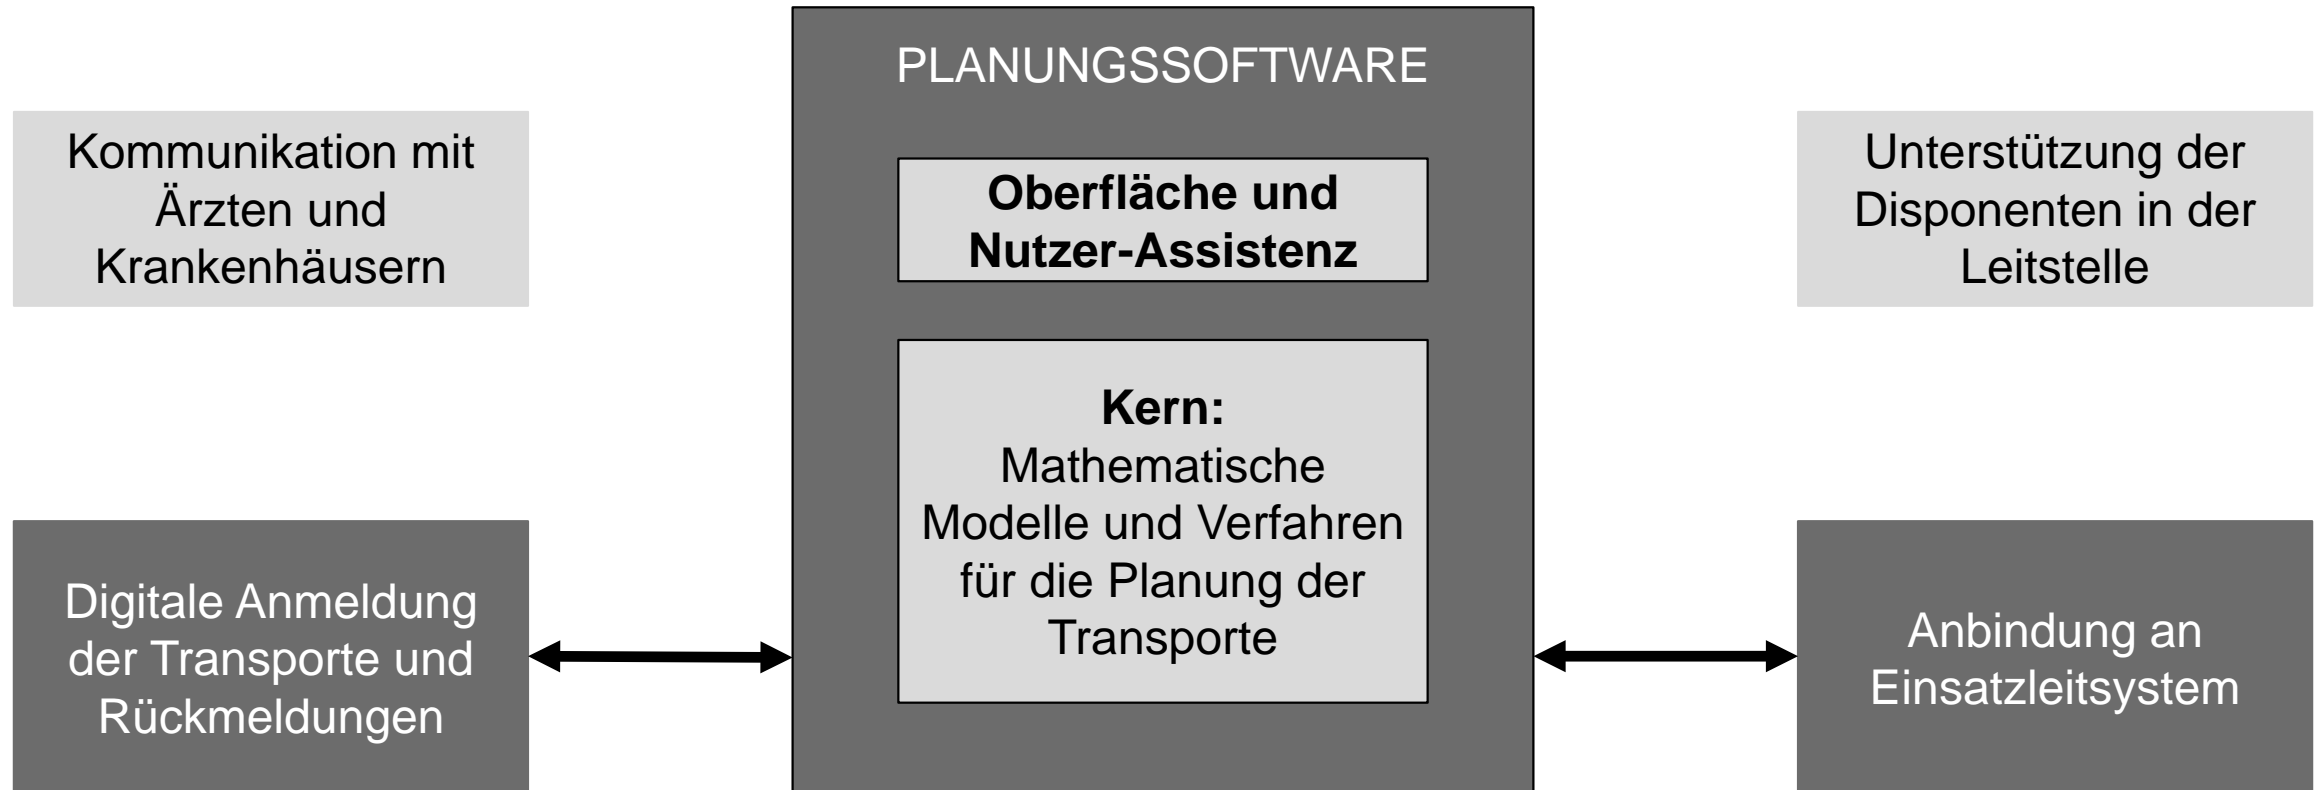 PLANUNGSSOFTWARE
Kommunikation mit
Ärzten und
Krankenhäusern
Oberfläche und
Nutzer-Assistenz
Unterstützung der
Disponenten in der
Leitstelle
Kern:
Mathematische
Modelle und Verfahren
für die Planung der
Transporte
Digitale Anmeldung
der Transporte und
Rückmeldungen
Anbindung an
Einsatzleitsystem